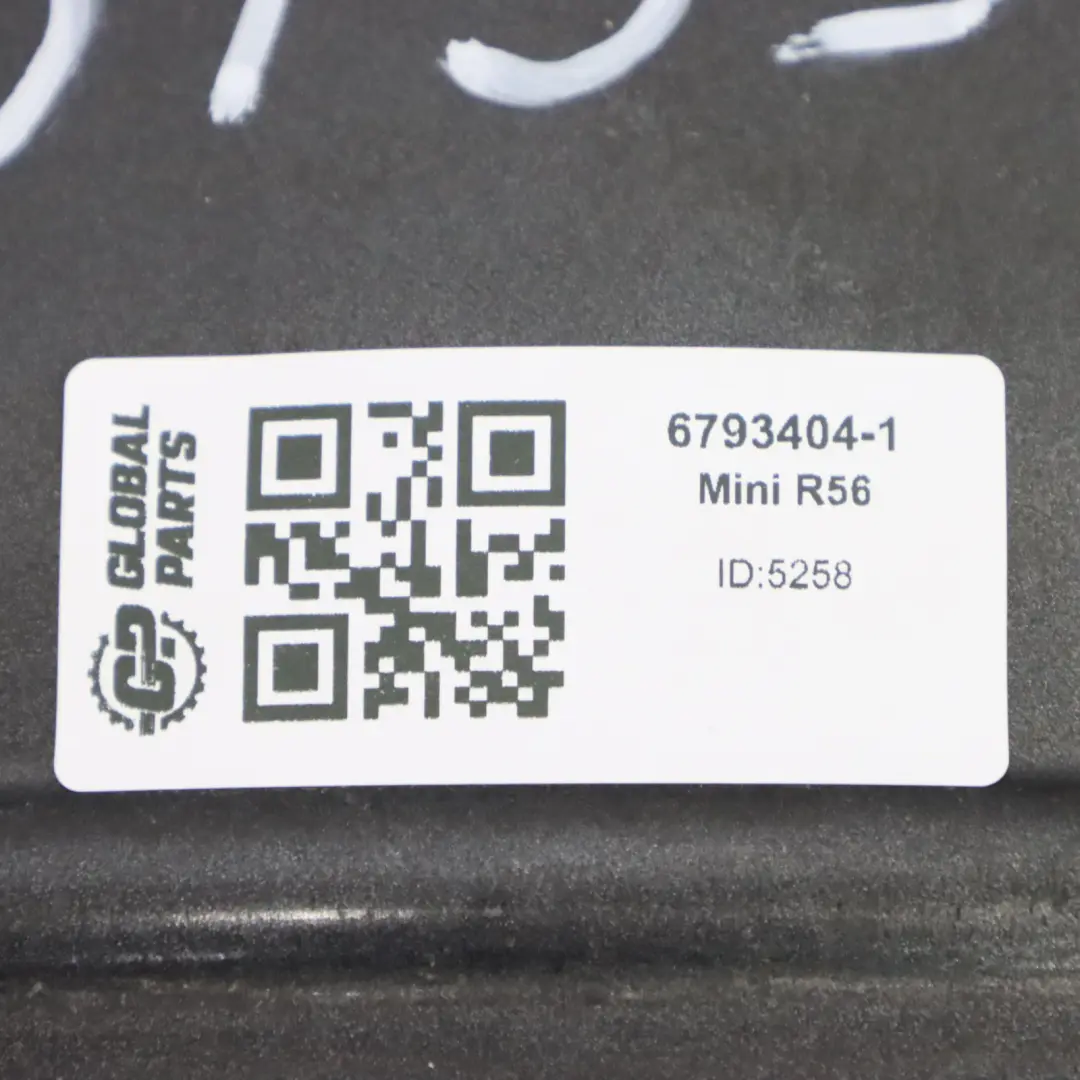 GLOBAL
PARTS
6793404-1
Mini R56
ID:5258